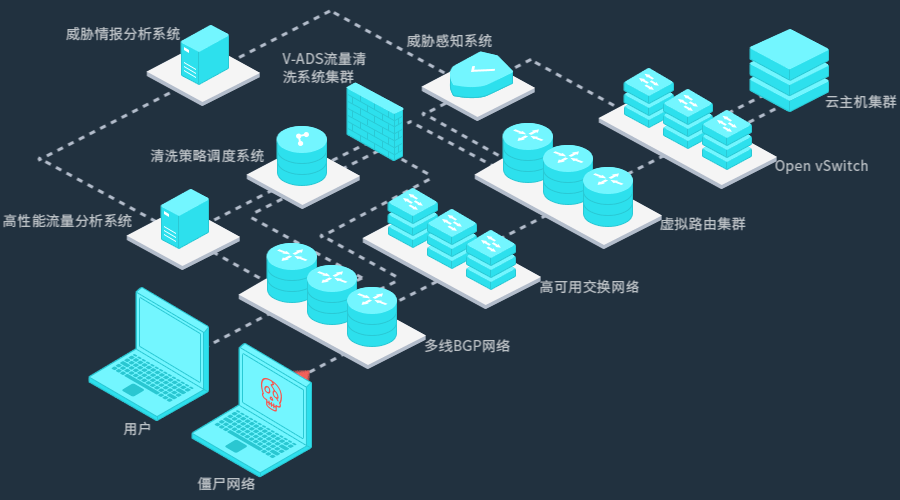 威胁情报分析系统
威胁感知系统
V-ADS流量清
洗系统集群
云主机集群
清洗策略调度系统
Open vSwitch
高性能流量分析系统
虚拟路由集群
高可用交换网络
多线BGP网络
用户
僵尸网络